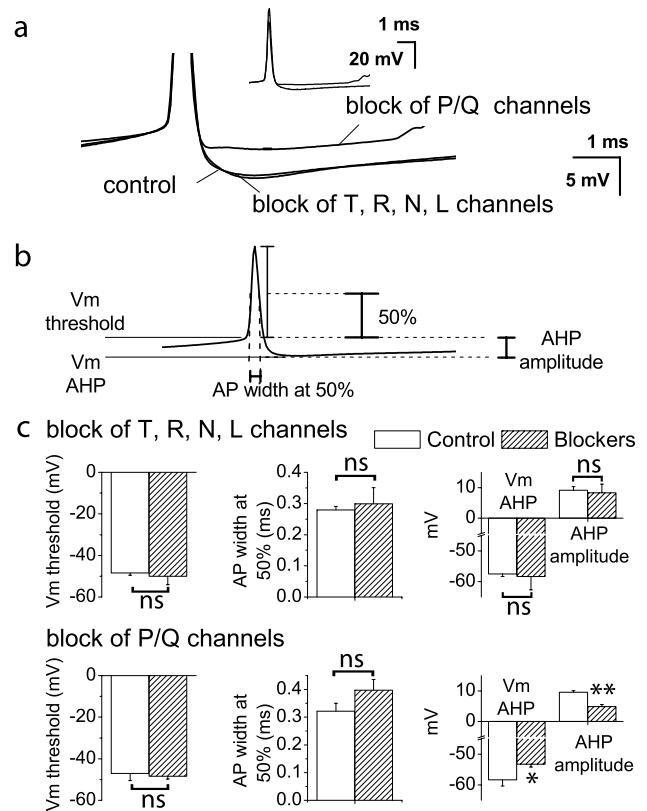 a
1 ms
20 mV
block of P/Q channels
1 ms
5 mV
control
block of T, R, N, L channels
b
Vm
threshold
50%
Vm
AHP
AHP
amplitude
AP width at 50%
c block of T, R, N, L channels
Control
Blockers
Vm threshold (mV)
0
-20
-40
-60
ns
AP width at
50% (ms)
0.4
0.3
0.2
0.1
0.0
ns
mV
10
0
-50
-60
Vm
AHP
ns
AHP
amplitude
ns
block of P/Q channels
Vm threshold (mV)
0
-20
-40
-60
ns
AP width at
50% (ms)
0.4
0.3
0.2
0.1
0.0
ns
mV
10
0
-50
-60
Vm
AHP
**
AHP
amplitude
*